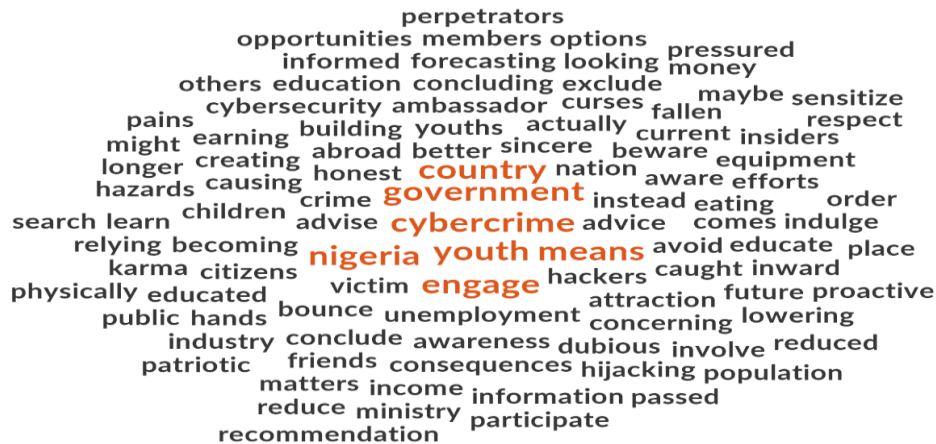 perpetrators
opportunities members options pressured
informed forecasting looking money
others education concluding exclude maybe sensitize
cybersecurity ambassador curses fallen respect
pains building youths actually current insiders
might earning abroad better sincere beware equipment
longer creating honest country nation aware efforts
hazards causing crime government instead eating order
search learn children advise cybercrime advice comes indulge
relying becoming nigeria youth means avoid educate place
karma citizens victim engage hackers caught inward
physically educated bounce unemployment attraction future proactive
public hands concerning lowering
industry conclude awareness dubious involve reduced
patriotic friends consequences hijacking population
matters income information passed
reduce ministry participate
recommendation